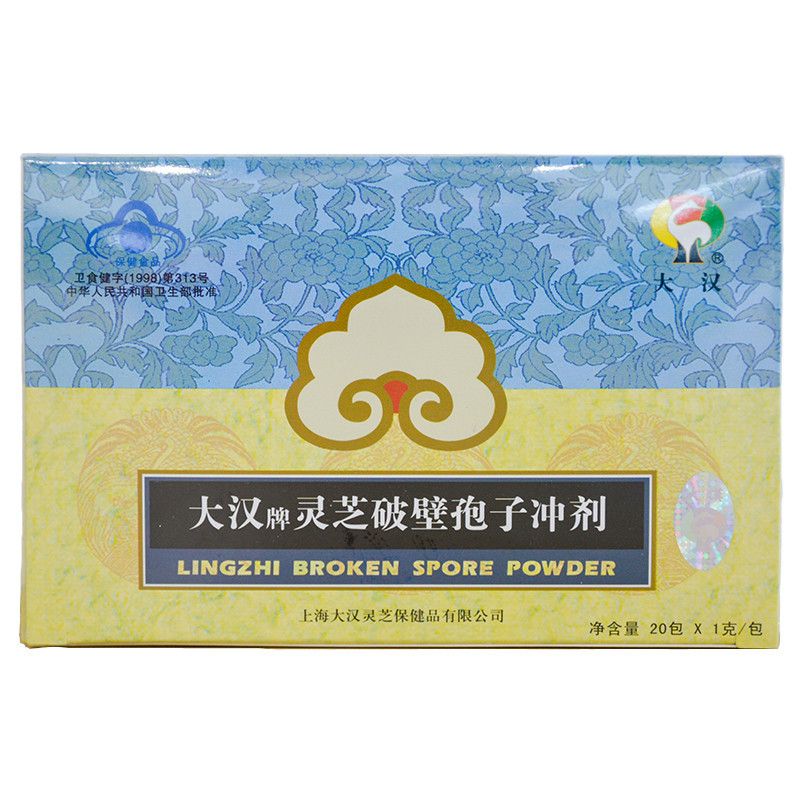 保健食品
卫食健字(1998)第313号
中华人民共和国卫生部批准
®
大汉
大汉牌灵芝破壁孢子冲剂
LINGZHI BROKEN SPORE POWDER
上海大汉灵芝保健品有限公司
净含量 20包 X 1克/包